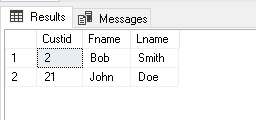 Results Messages
Custid Fname Lname
1 2 Bob Smith
2 21 John Doe